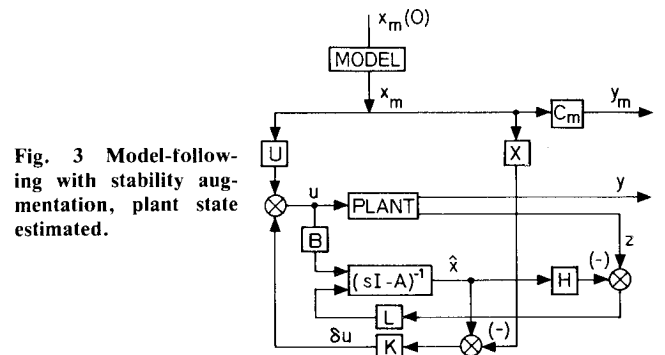 x_m(0)
MODEL
x_m
C_m
y_m
U
X
Fig. 3 Model-follow-
ing with stability aug-
mentation, plant state
estimated.
u
PLANT
y
B
z
(sI-A)^-1
x̂
H
(-)
L
δu
K
(-)